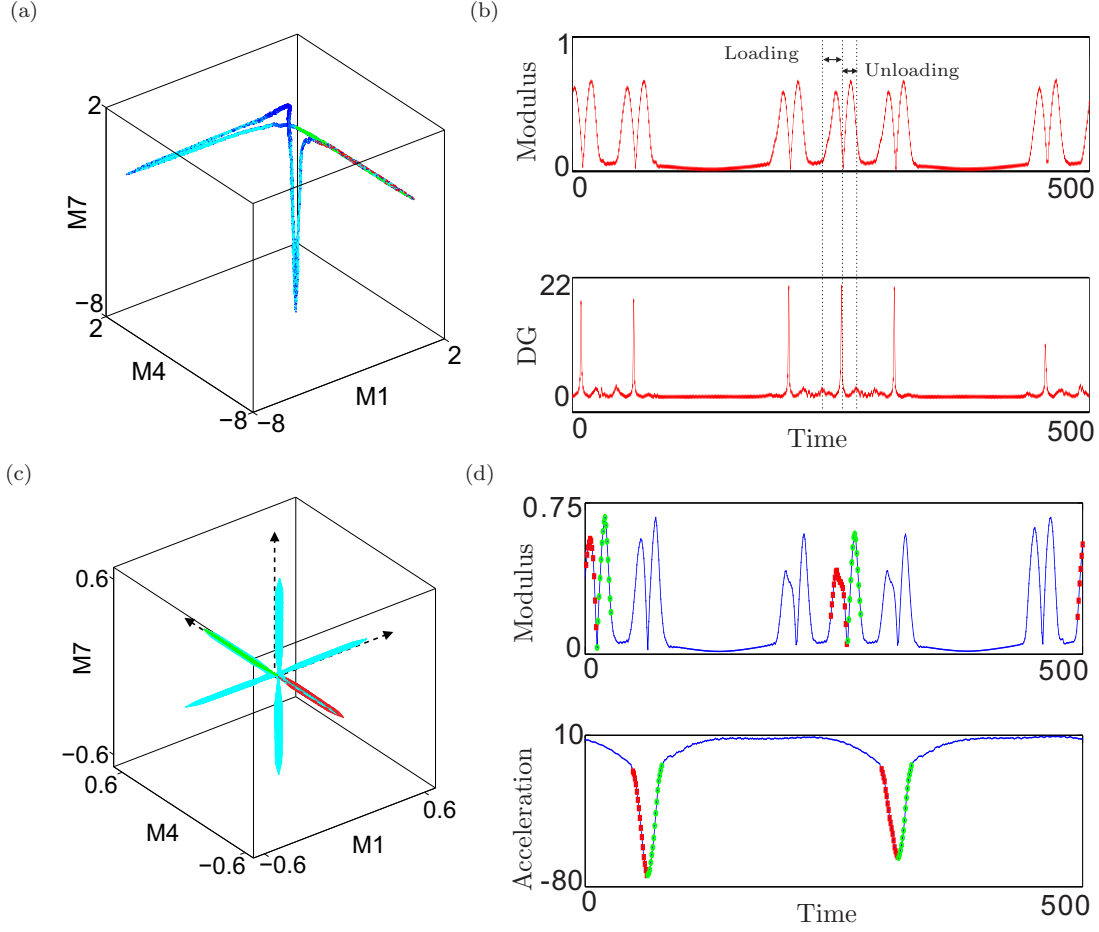 (a)
2
M7
−8
2
M4
−8
−8
M1
2
(b)
1
Modulus
0
Loading
Unloading
0
500
22
DG
0
0
Time
500
(c)
0.6
M7
−0.6
0.6
M4
−0.6
−0.6
M1
0.6
(d)
0.75
Modulus
0
0
500
10
Acceleration
-80
0
Time
500